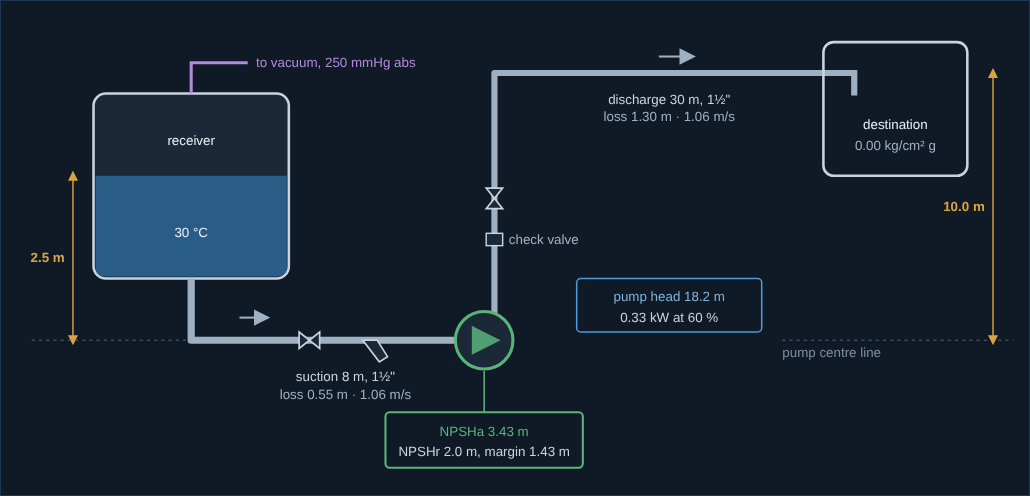 to vacuum, 250 mmHg abs
receiver
30 °C
2.5 m
suction 8 m, 1½"
loss 0.55 m · 1.06 m/s
NPSHa 3.43 m
NPSHr 2.0 m, margin 1.43 m
check valve
discharge 30 m, 1½"
loss 1.30 m · 1.06 m/s
destination
0.00 kg/cm² g
10.0 m
pump head 18.2 m
0.33 kW at 60 %
pump centre line